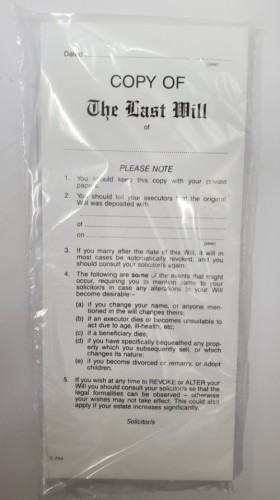 Dated
(date)
COPY OF
The Last Will
of
PLEASE NOTE
1. You should keep this copy with your private
papers.
2. You should tell your executors that the original
Will was deposited with
of
on
(date)
3. If you marry after the date of this Will, it will in
most cases be automatically revoked, and you
should consult your solicitor/s again.
4. The following are some of the events that might
occur, requiring you to mention same to your
solicitor/s in case any alterations to your Will
become desirable:-
(a) if you change your name, or anyone men-
tioned in the will changes theirs;
(b) if an executor dies or becomes unsuitable to
act due to age, ill-health, etc;
(c) if a beneficiary dies;
(d) if you have specifically bequeathed any prop-
erty which you subsequently sell, or which
changes its nature;
(e) if you become divorced or remarry, or adopt
children.
5. If you wish at any time to REVOKE or ALTER your
Will you should consult your solicitor/s so that the
legal formalities can be observed – otherwise
your wishes may not take effect. This could also
apply if your estate increases significantly.
Solicitor/s